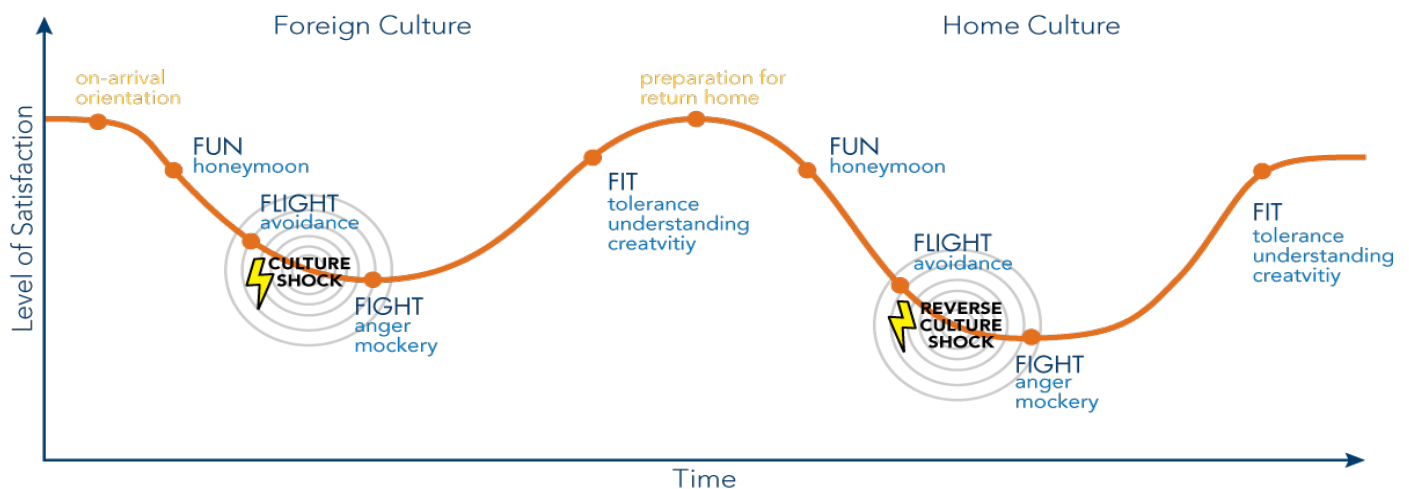 Foreign Culture
Home Culture
Level of Satisfaction
on-arrival
orientation
FUN
honeymoon
FLIGHT
avoidance
CULTURE
SHOCK
FIGHT
anger
mockery
FIT
tolerance
understanding
creatvitiy
preparation for
return home
FUN
honeymoon
FLIGHT
avoidance
REVERSE
CULTURE
SHOCK
FIGHT
anger
mockery
FIT
tolerance
understanding
creatvitiy
Time